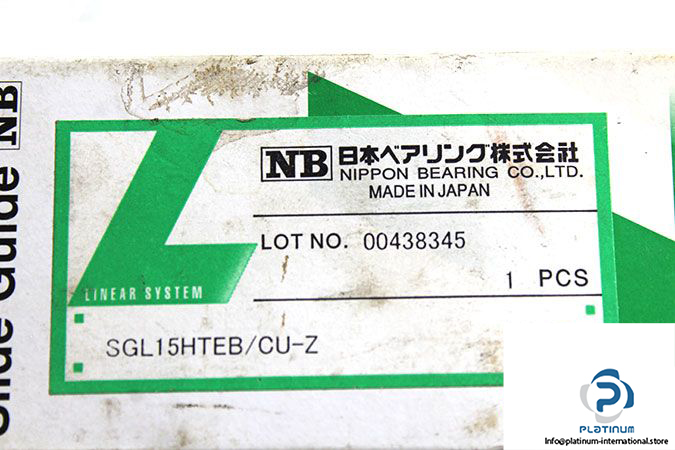 Slide Guide NB
NB 日本ベアリング株式会社
NIPPON BEARING CO.,LTD.
MADE IN JAPAN
LOT NO. 00438345
1 PCS
LINEAR SYSTEM
SGL15HTEB/CU-Z
PLATINUM
Info@platinum-international.store